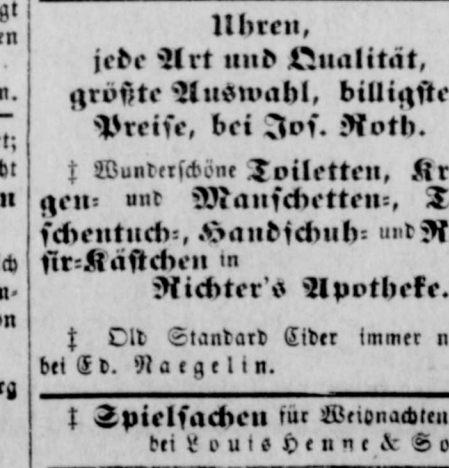 Uhren,
jede Art und Qualität,
größte Auswahl, billigste
Preise, bei Jos. Roth.
‡ Wunderschöne Toiletten, Kr
gen= und Manschetten=, T
schentuch=, Handschuh= und R
sir=Kästchen in
Richter's Apotheke.
‡ Old Standard Cider immer n
bei Ed. Naegelin.
‡ Spielsachen für Weihnachten
bei Louis Henne & So